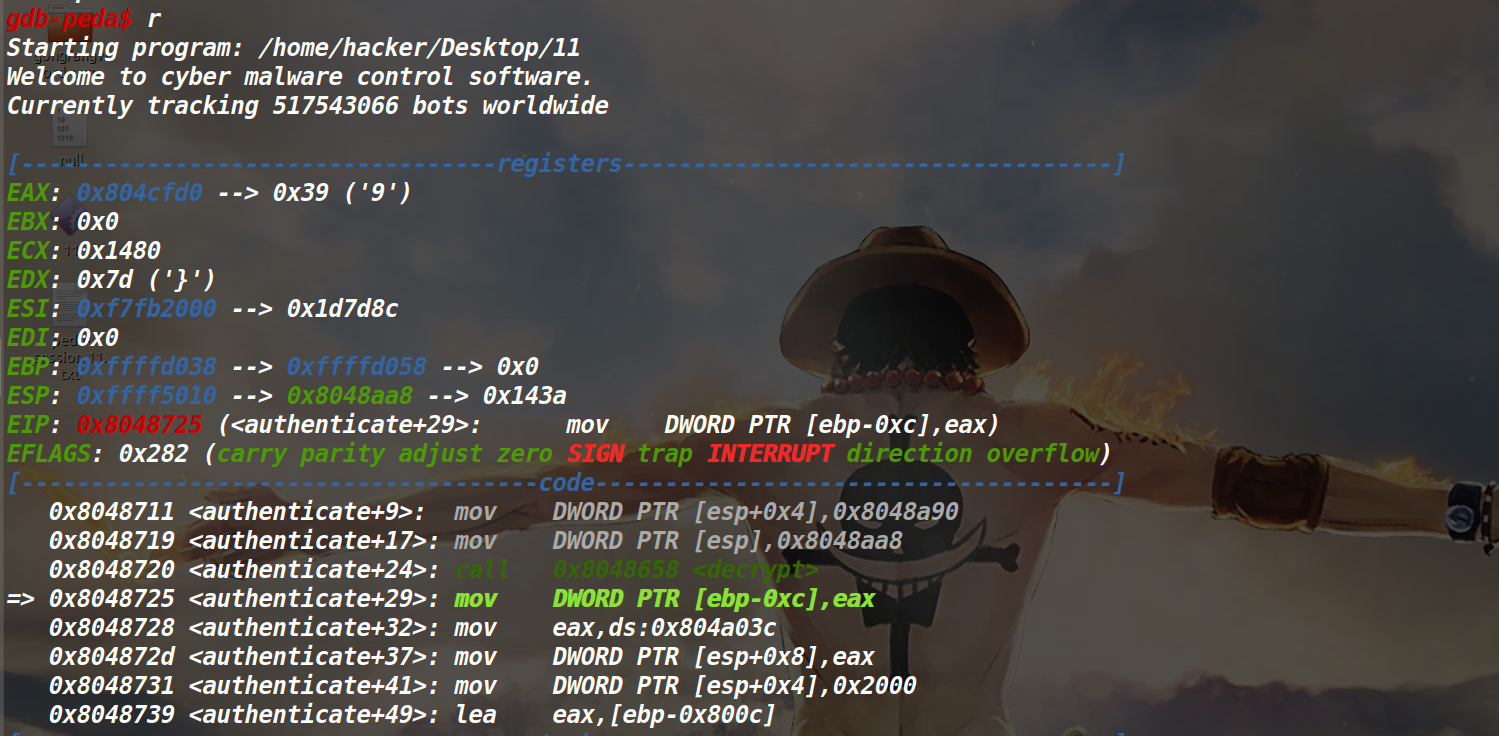 gdb-peda$ r
Starting program: /home/hacker/Desktop/11
Welcome to cyber malware control software.
Currently tracking 517543066 bots worldwide
[----------------------------------registers-----------------------------------]
EAX: 0x804cfd0 --> 0x39 ('9')
EBX: 0x0
ECX: 0x1480
EDX: 0x7d ('}')
ESI: 0xf7fb2000 --> 0x1d7d8c
EDI: 0x0
EBP: 0xffffd038 --> 0xffffd058 --> 0x0
ESP: 0xffff5010 --> 0x8048aa8 --> 0x143a
EIP: 0x8048725 (<authenticate+29>: mov DWORD PTR [ebp-0xc],eax)
EFLAGS: 0x282 (carry parity adjust zero SIGN trap INTERRUPT direction overflow)
[-------------------------------------code-------------------------------------]
0x8048711 <authenticate+9>: mov DWORD PTR [esp+0x4],0x8048a90
0x8048719 <authenticate+17>: mov DWORD PTR [esp],0x8048aa8
0x8048720 <authenticate+24>: call 0x8048658 <decrypt>
=> 0x8048725 <authenticate+29>: mov DWORD PTR [ebp-0xc],eax
0x8048728 <authenticate+32>: mov eax,ds:0x804a03c
0x804872d <authenticate+37>: mov DWORD PTR [esp+0x8],eax
0x8048731 <authenticate+41>: mov DWORD PTR [esp+0x4],0x2000
0x8048739 <authenticate+49>: lea eax,[ebp-0x800c]